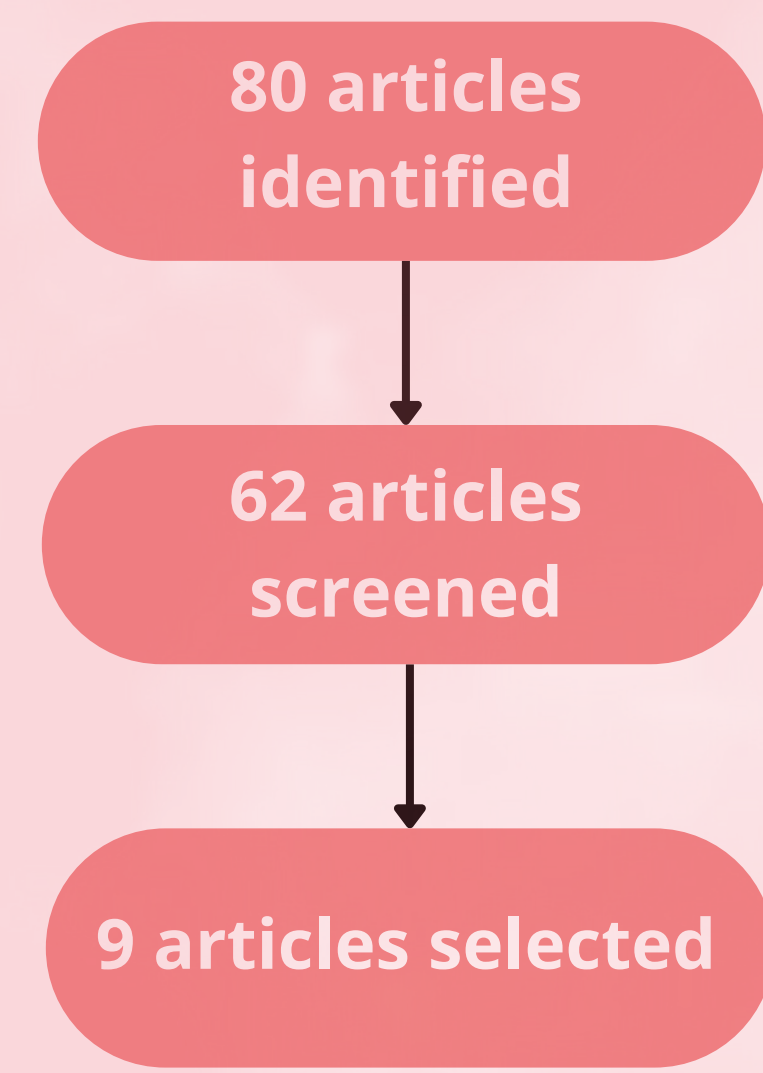 80 articles
identified
62 articles
screened
9 articles selected